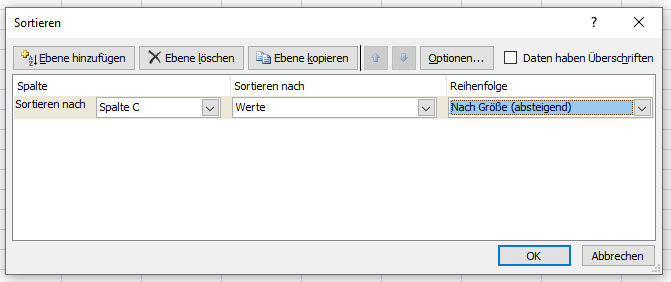 Sortieren
Ebene hinzufügen Ebene löschen Ebene kopieren Optionen... Daten haben Überschriften
Spalte Sortieren nach Reihenfolge
Sortieren nach Spalte C Werte Nach Größe (absteigend)
OK Abbrechen